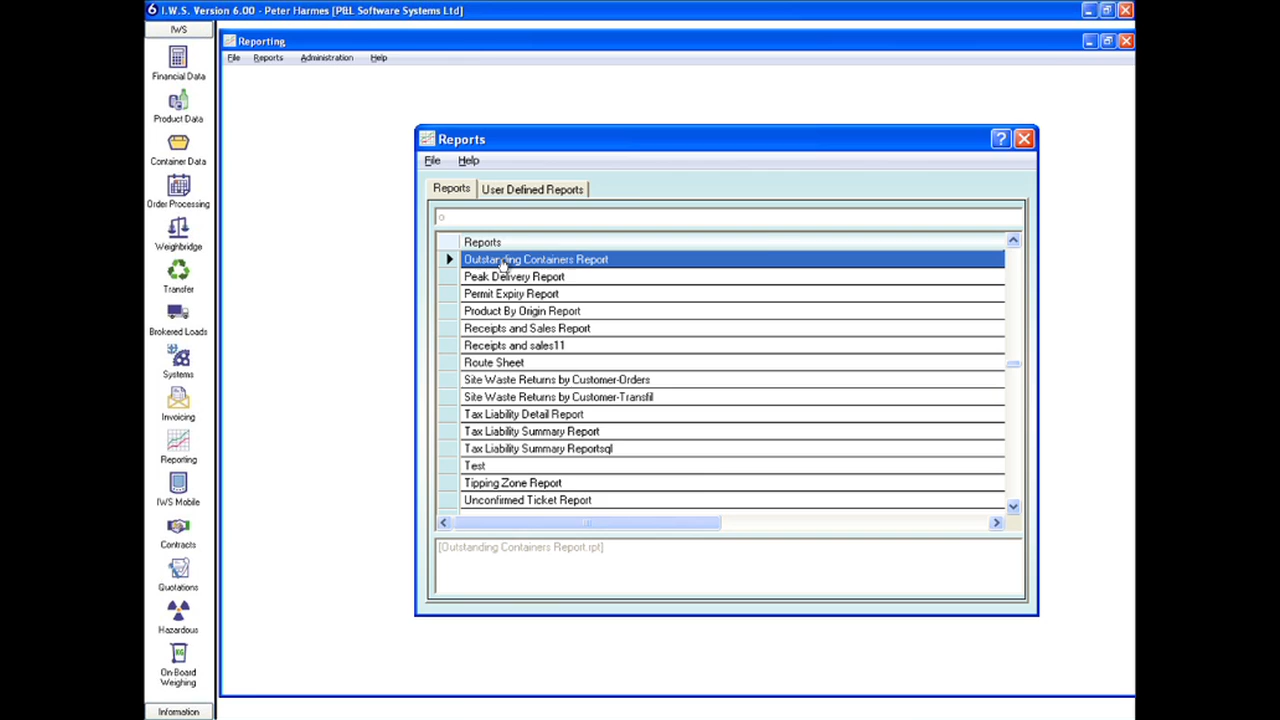 6 I.W.S. Version 6.00 - Peter Harmes [P&L Software Systems Ltd]
IWS
Financial Data
Product Data
Container Data
Order Processing
Weighbridge
Transfer
Brokered Loads
Systems
Invoicing
Reporting
IWS Mobile
Contracts
Quotations
Hazardous
KG
On-Board
Weighing
Information
Reporting
File Reports Administration Help
Reports
File Help
Reports User Defined Reports
o
Reports
Outstanding Containers Report
Peak Delivery Report
Permit Expiry Report
Product By Origin Report
Receipts and Sales Report
Receipts and sales11
Route Sheet
Site Waste Returns by Customer-Orders
Site Waste Returns by Customer-Transfil
Tax Liability Detail Report
Tax Liability Summary Report
Tax Liability Summary Reportsql
Test
Tipping Zone Report
Unconfirmed Ticket Report
[Outstanding Containers Report.rpt]